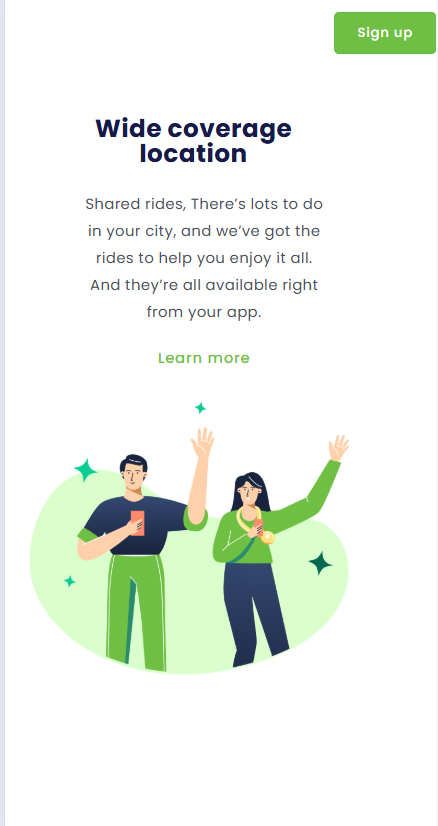 Sign up
Wide coverage
location
Shared rides, There’s lots to do
in your city, and we’ve got the
rides to help you enjoy it all.
And they’re all available right
from your app.
Learn more